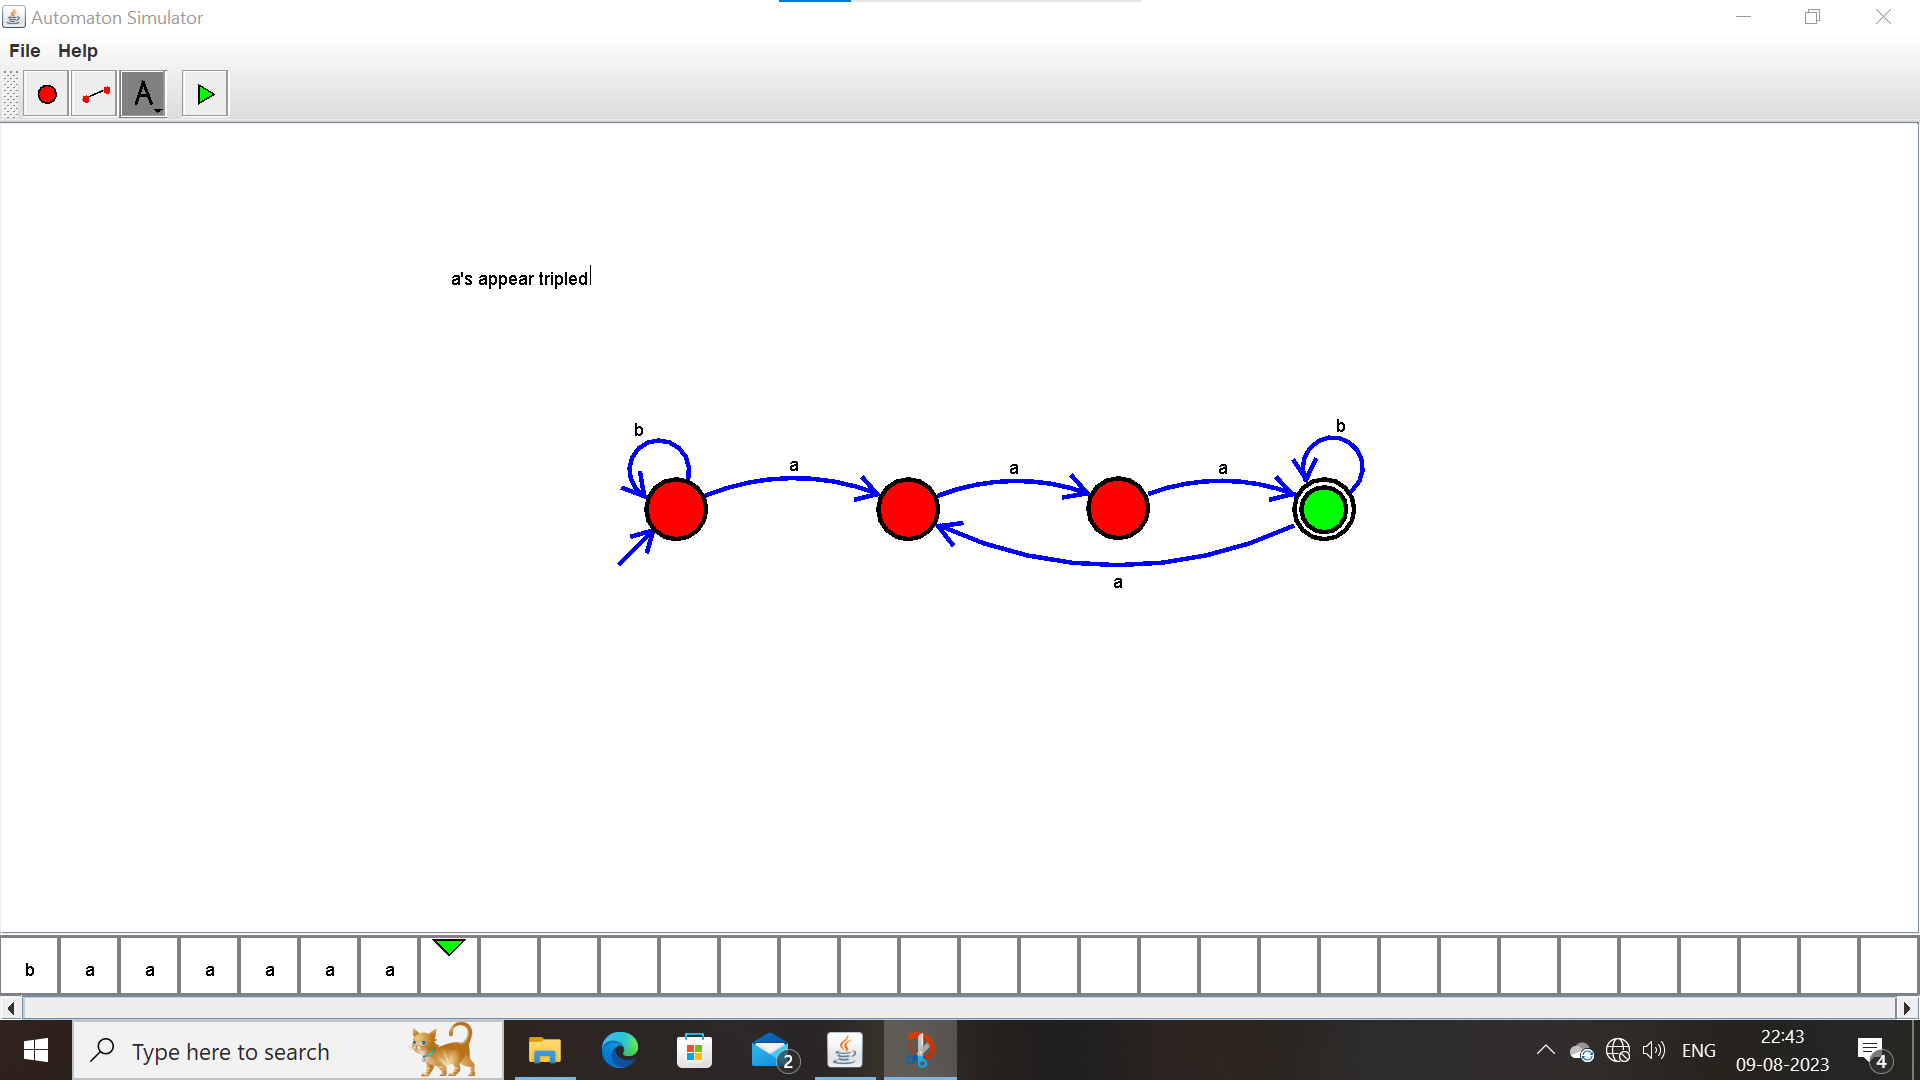 Automaton Simulator
File Help
A
a's appear tripled
b
b
a
a
a
a
b a a a a a a
Type here to search
2
ENG
22:43
09-08-2023
4